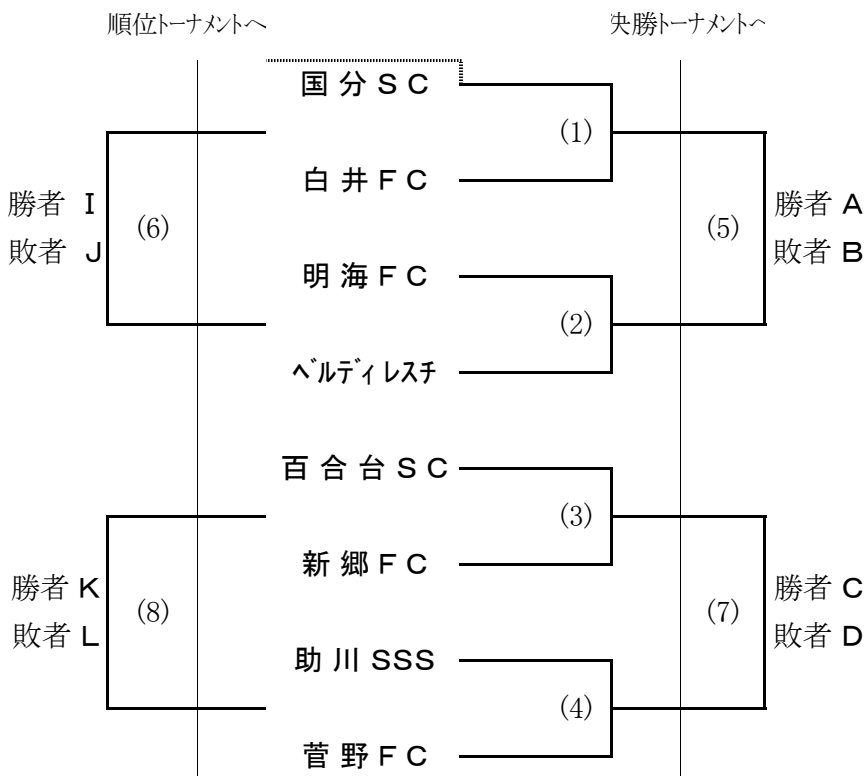 順位トーナメントへ
決勝トーナメントへ
国分SC
(1)
白井FC
勝者 I
敗者 J
(6)
(5)
勝者 A
敗者 B
明海FC
(2)
ベルディレスチ
百合台SC
(3)
新郷FC
勝者 K
敗者 L
(8)
(7)
勝者 C
敗者 D
助川SSS
(4)
菅野FC